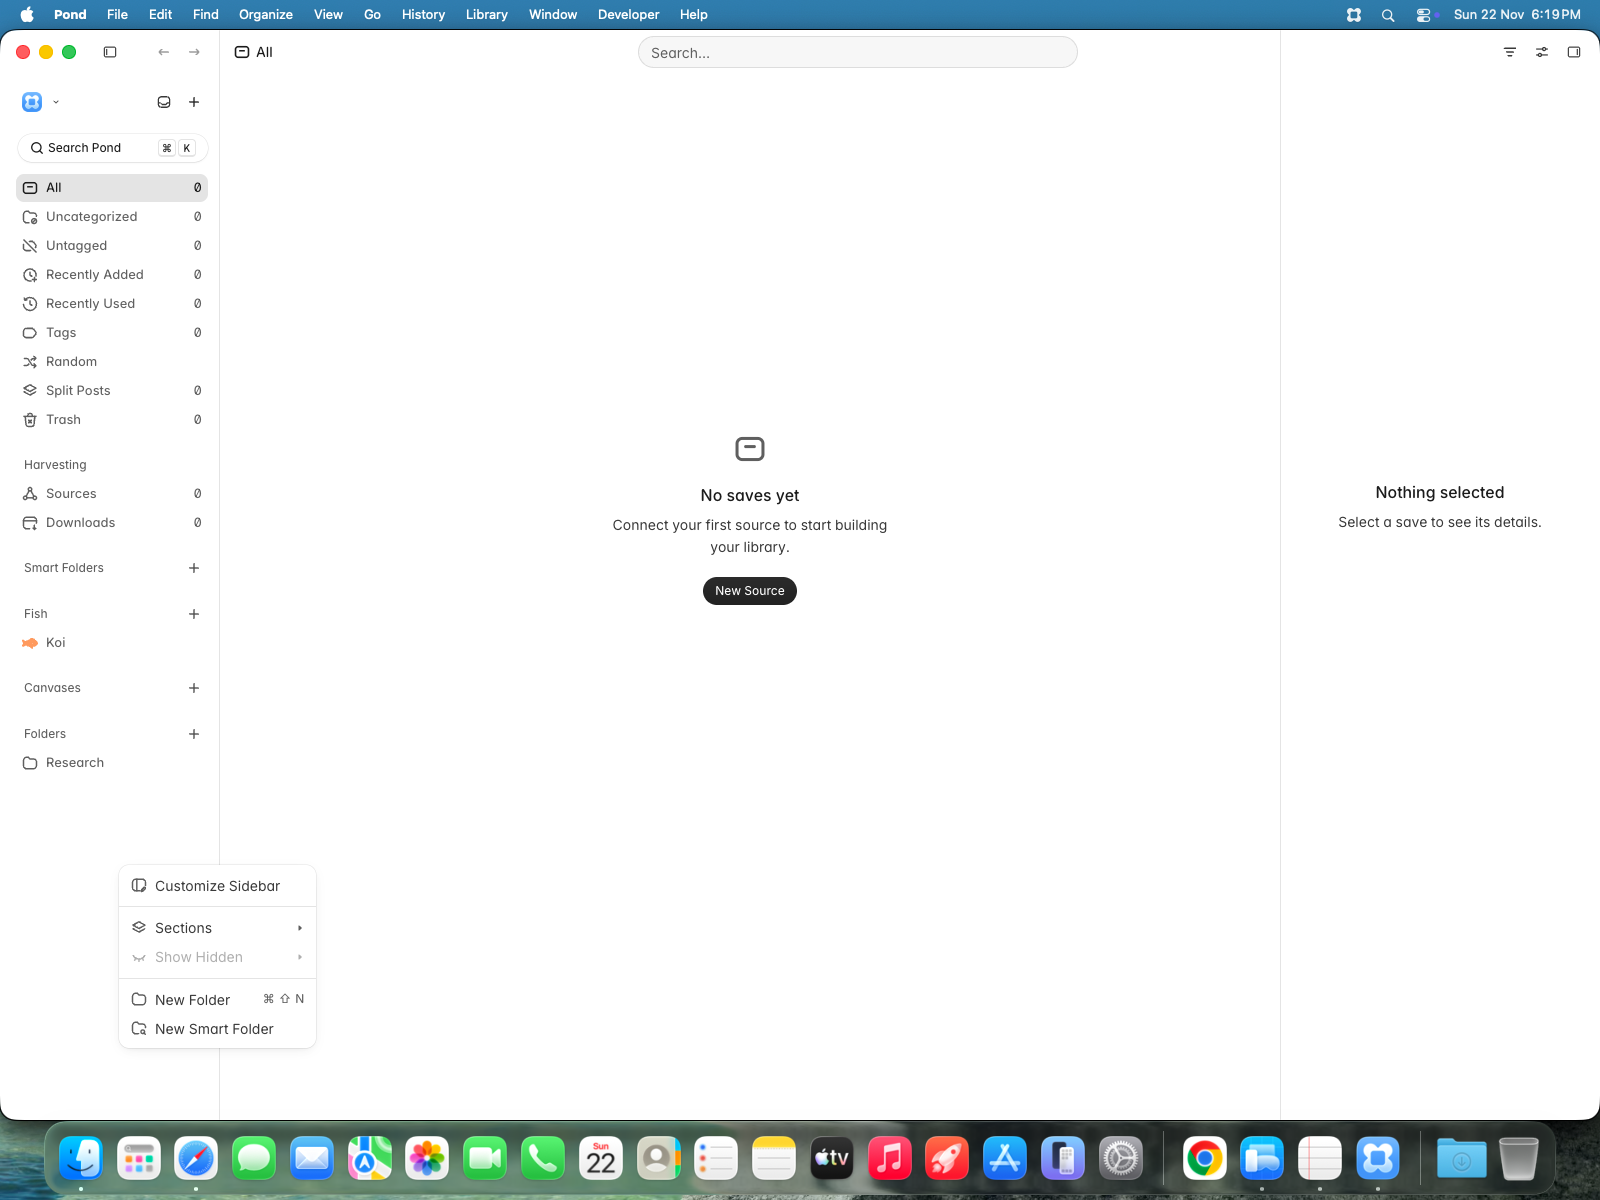 Pond File Edit Find Organize View Go History Library Window Developer Help
Sun 22 Nov 6:19 PM
All
Search...
Search Pond ⌘ K
All 0
Uncategorized 0
Untagged 0
Recently Added 0
Recently Used 0
Tags 0
Random
Split Posts 0
Trash 0
Harvesting
Sources 0
Downloads 0
Smart Folders
Fish
Koi
Canvases
Folders
Research
Customize Sidebar
Sections
Show Hidden
New Folder ⌘ ⇧ N
New Smart Folder
No saves yet
Connect your first source to start building
your library.
New Source
Nothing selected
Select a save to see its details.
Sun
22
tv